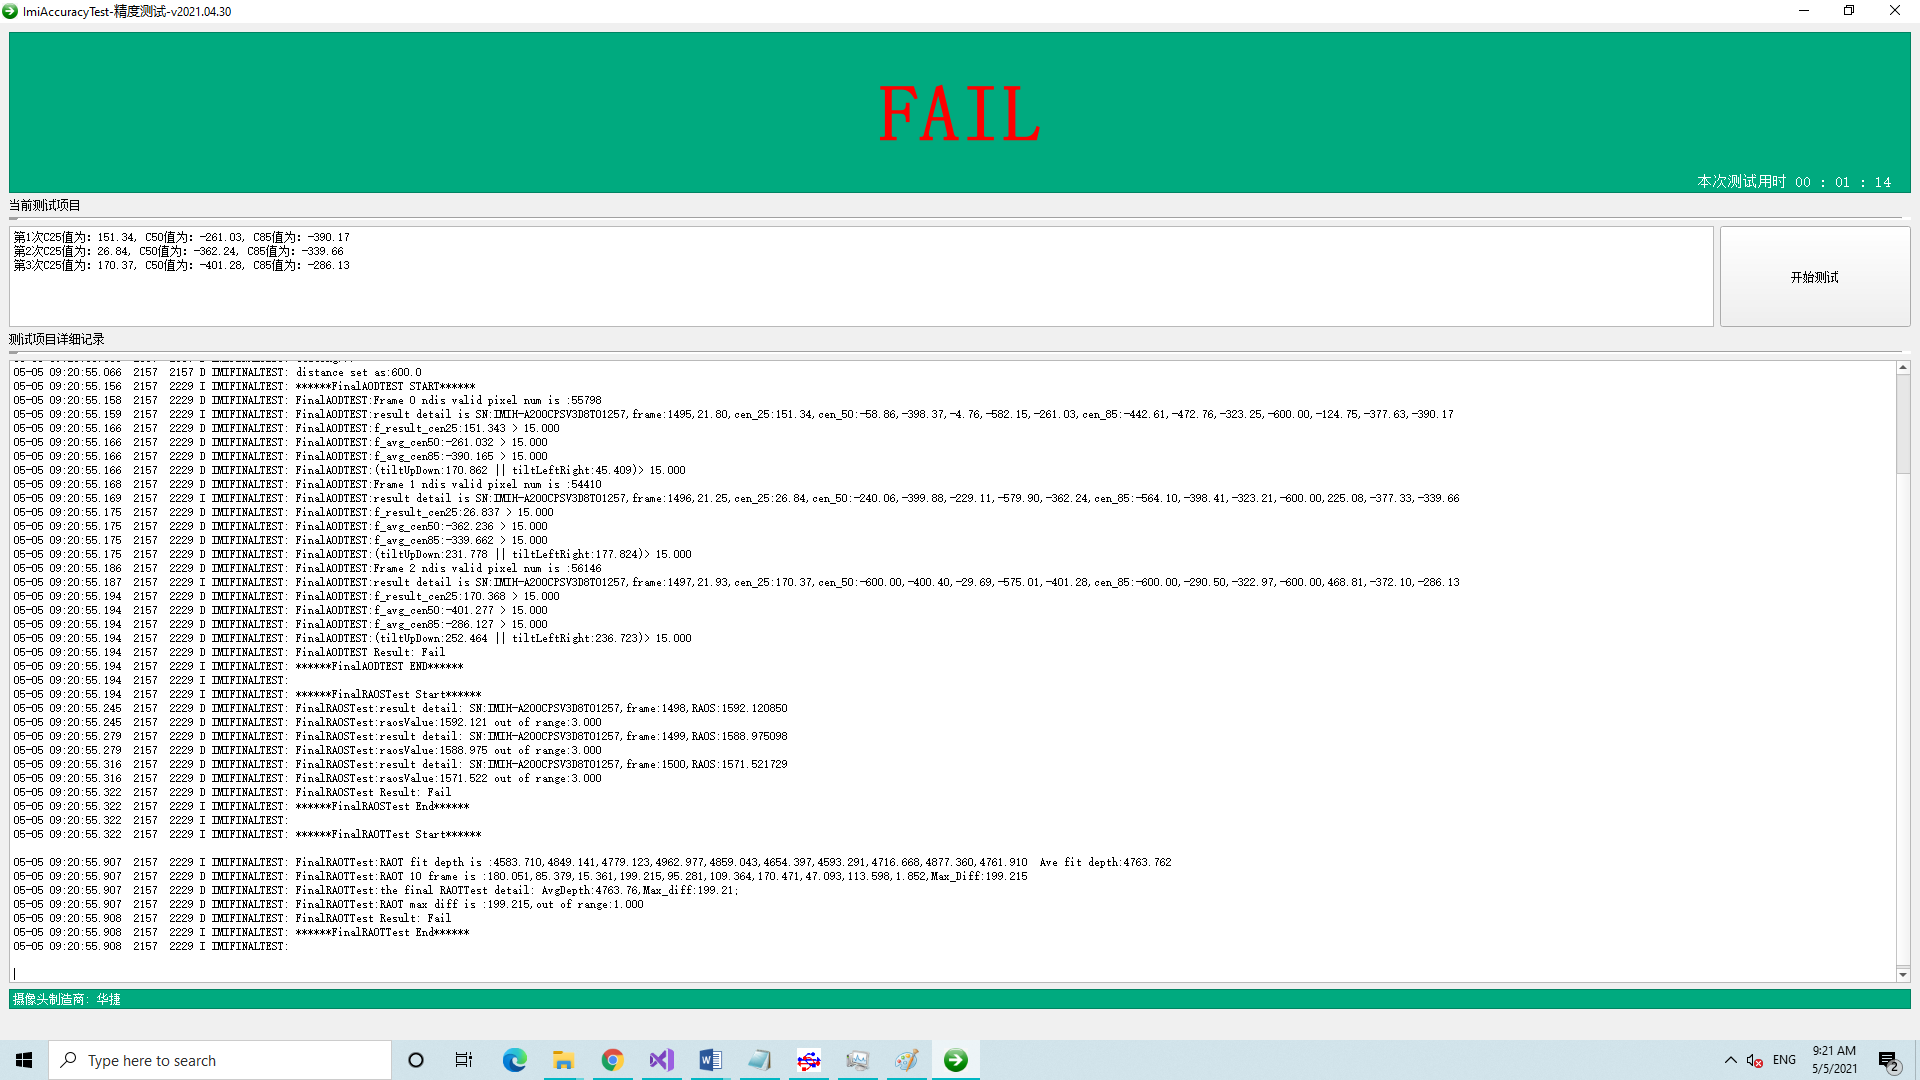 ImiAccuracyTest-精度测试-v2021.04.30
FAIL
本次测试用时 00 : 01 : 14
当前测试项目
第1次C25值为: 151.34, C50值为: -261.03, C85值为: -390.17
第2次C25值为: 26.84, C50值为: -362.24, C85值为: -339.66
第3次C25值为: 170.37, C50值为: -401.28, C85值为: -286.13
开始测试
测试项目详细记录
05-05 09:20:55.066  2157  2157 D IMIFINALTEST: distance set as:600.0
05-05 09:20:55.156  2157  2229 I IMIFINALTEST: ******FinalAODTEST START******
05-05 09:20:55.158  2157  2229 D IMIFINALTEST: FinalAODTEST:Frame 0 ndis valid pixel num is :55798
05-05 09:20:55.159  2157  2229 I IMIFINALTEST: FinalAODTEST:result detail is SN:IMIH-A200CPSV3D8T01257,frame:1495,21.80,cen_25:151.34,cen_50:-58.86,-398.37,-4.76,-582.15,-261.03,cen_85:-442.61,-472.76,-323.25,-600.00,-124.75,-377.63,-390.17
05-05 09:20:55.166  2157  2229 D IMIFINALTEST: FinalAODTEST:f_result_cen25:151.343 > 15.000
05-05 09:20:55.166  2157  2229 D IMIFINALTEST: FinalAODTEST:f_avg_cen50:-261.032 > 15.000
05-05 09:20:55.166  2157  2229 D IMIFINALTEST: FinalAODTEST:f_avg_cen85:-390.165 > 15.000
05-05 09:20:55.166  2157  2229 D IMIFINALTEST: FinalAODTEST:(tiltUpDown:170.862 || tiltLeftRight:45.409)> 15.000
05-05 09:20:55.168  2157  2229 D IMIFINALTEST: FinalAODTEST:Frame 1 ndis valid pixel num is :54410
05-05 09:20:55.169  2157  2229 I IMIFINALTEST: FinalAODTEST:result detail is SN:IMIH-A200CPSV3D8T01257,frame:1496,21.25,cen_25:26.84,cen_50:-240.06,-399.88,-229.11,-579.90,-362.24,cen_85:-564.10,-398.41,-323.21,-600.00,225.08,-377.33,-339.66
05-05 09:20:55.175  2157  2229 D IMIFINALTEST: FinalAODTEST:f_result_cen25:26.837 > 15.000
05-05 09:20:55.175  2157  2229 D IMIFINALTEST: FinalAODTEST:f_avg_cen50:-362.236 > 15.000
05-05 09:20:55.175  2157  2229 D IMIFINALTEST: FinalAODTEST:f_avg_cen85:-339.662 > 15.000
05-05 09:20:55.175  2157  2229 D IMIFINALTEST: FinalAODTEST:(tiltUpDown:231.778 || tiltLeftRight:177.824)> 15.000
05-05 09:20:55.186  2157  2229 D IMIFINALTEST: FinalAODTEST:Frame 2 ndis valid pixel num is :56146
05-05 09:20:55.187  2157  2229 I IMIFINALTEST: FinalAODTEST:result detail is SN:IMIH-A200CPSV3D8T01257,frame:1497,21.93,cen_25:170.37,cen_50:-600.00,-400.40,-29.69,-575.01,-401.28,cen_85:-600.00,-290.50,-322.97,-600.00,468.81,-372.10,-286.13
05-05 09:20:55.194  2157  2229 D IMIFINALTEST: FinalAODTEST:f_result_cen25:170.368 > 15.000
05-05 09:20:55.194  2157  2229 D IMIFINALTEST: FinalAODTEST:f_avg_cen50:-401.277 > 15.000
05-05 09:20:55.194  2157  2229 D IMIFINALTEST: FinalAODTEST:f_avg_cen85:-286.127 > 15.000
05-05 09:20:55.194  2157  2229 D IMIFINALTEST: FinalAODTEST:(tiltUpDown:252.464 || tiltLeftRight:236.723)> 15.000
05-05 09:20:55.194  2157  2229 D IMIFINALTEST: FinalAODTEST Result: Fail
05-05 09:20:55.194  2157  2229 I IMIFINALTEST: ******FinalAODTEST END******
05-05 09:20:55.194  2157  2229 I IMIFINALTEST:
05-05 09:20:55.194  2157  2229 I IMIFINALTEST: ******FinalRAOSTest Start******
05-05 09:20:55.245  2157  2229 D IMIFINALTEST: FinalRAOSTest:result detail: SN:IMIH-A200CPSV3D8T01257,frame:1498,RAOS:1592.120850
05-05 09:20:55.245  2157  2229 D IMIFINALTEST: FinalRAOSTest:raosValue:1592.121 out of range:3.000
05-05 09:20:55.279  2157  2229 D IMIFINALTEST: FinalRAOSTest:result detail: SN:IMIH-A200CPSV3D8T01257,frame:1499,RAOS:1588.975098
05-05 09:20:55.279  2157  2229 D IMIFINALTEST: FinalRAOSTest:raosValue:1588.975 out of range:3.000
05-05 09:20:55.316  2157  2229 D IMIFINALTEST: FinalRAOSTest:result detail: SN:IMIH-A200CPSV3D8T01257,frame:1500,RAOS:1571.521729
05-05 09:20:55.316  2157  2229 D IMIFINALTEST: FinalRAOSTest:raosValue:1571.522 out of range:3.000
05-05 09:20:55.322  2157  2229 D IMIFINALTEST: FinalRAOSTest Result: Fail
05-05 09:20:55.322  2157  2229 I IMIFINALTEST: ******FinalRAOSTest End******
05-05 09:20:55.322  2157  2229 I IMIFINALTEST:
05-05 09:20:55.322  2157  2229 I IMIFINALTEST: ******FinalRAOTTest Start******
05-05 09:20:55.907  2157  2229 I IMIFINALTEST: FinalRAOTTest:RAOT fit depth is :4583.710,4849.141,4779.123,4962.977,4859.043,4654.397,4593.291,4716.668,4877.360,4761.910  Ave fit depth:4763.762
05-05 09:20:55.907  2157  2229 D IMIFINALTEST: FinalRAOTTest:RAOT 10 frame is :180.051,85.379,15.361,199.215,95.281,109.364,170.471,47.093,113.598,1.852,Max_Diff:199.215
05-05 09:20:55.907  2157  2229 D IMIFINALTEST: FinalRAOTTest:the final RAOTTest detail: AvgDepth:4763.76,Max_diff:199.21;
05-05 09:20:55.907  2157  2229 D IMIFINALTEST: FinalRAOTTest:RAOT max diff is :199.215,out of range:1.000
05-05 09:20:55.908  2157  2229 I IMIFINALTEST: FinalRAOTTest Result: Fail
05-05 09:20:55.908  2157  2229 I IMIFINALTEST: ******FinalRAOTTest End******
05-05 09:20:55.908  2157  2229 I IMIFINALTEST:
摄像头制造商: 华捷
Type here to search
ENG
9:21 AM
5/5/2021
2